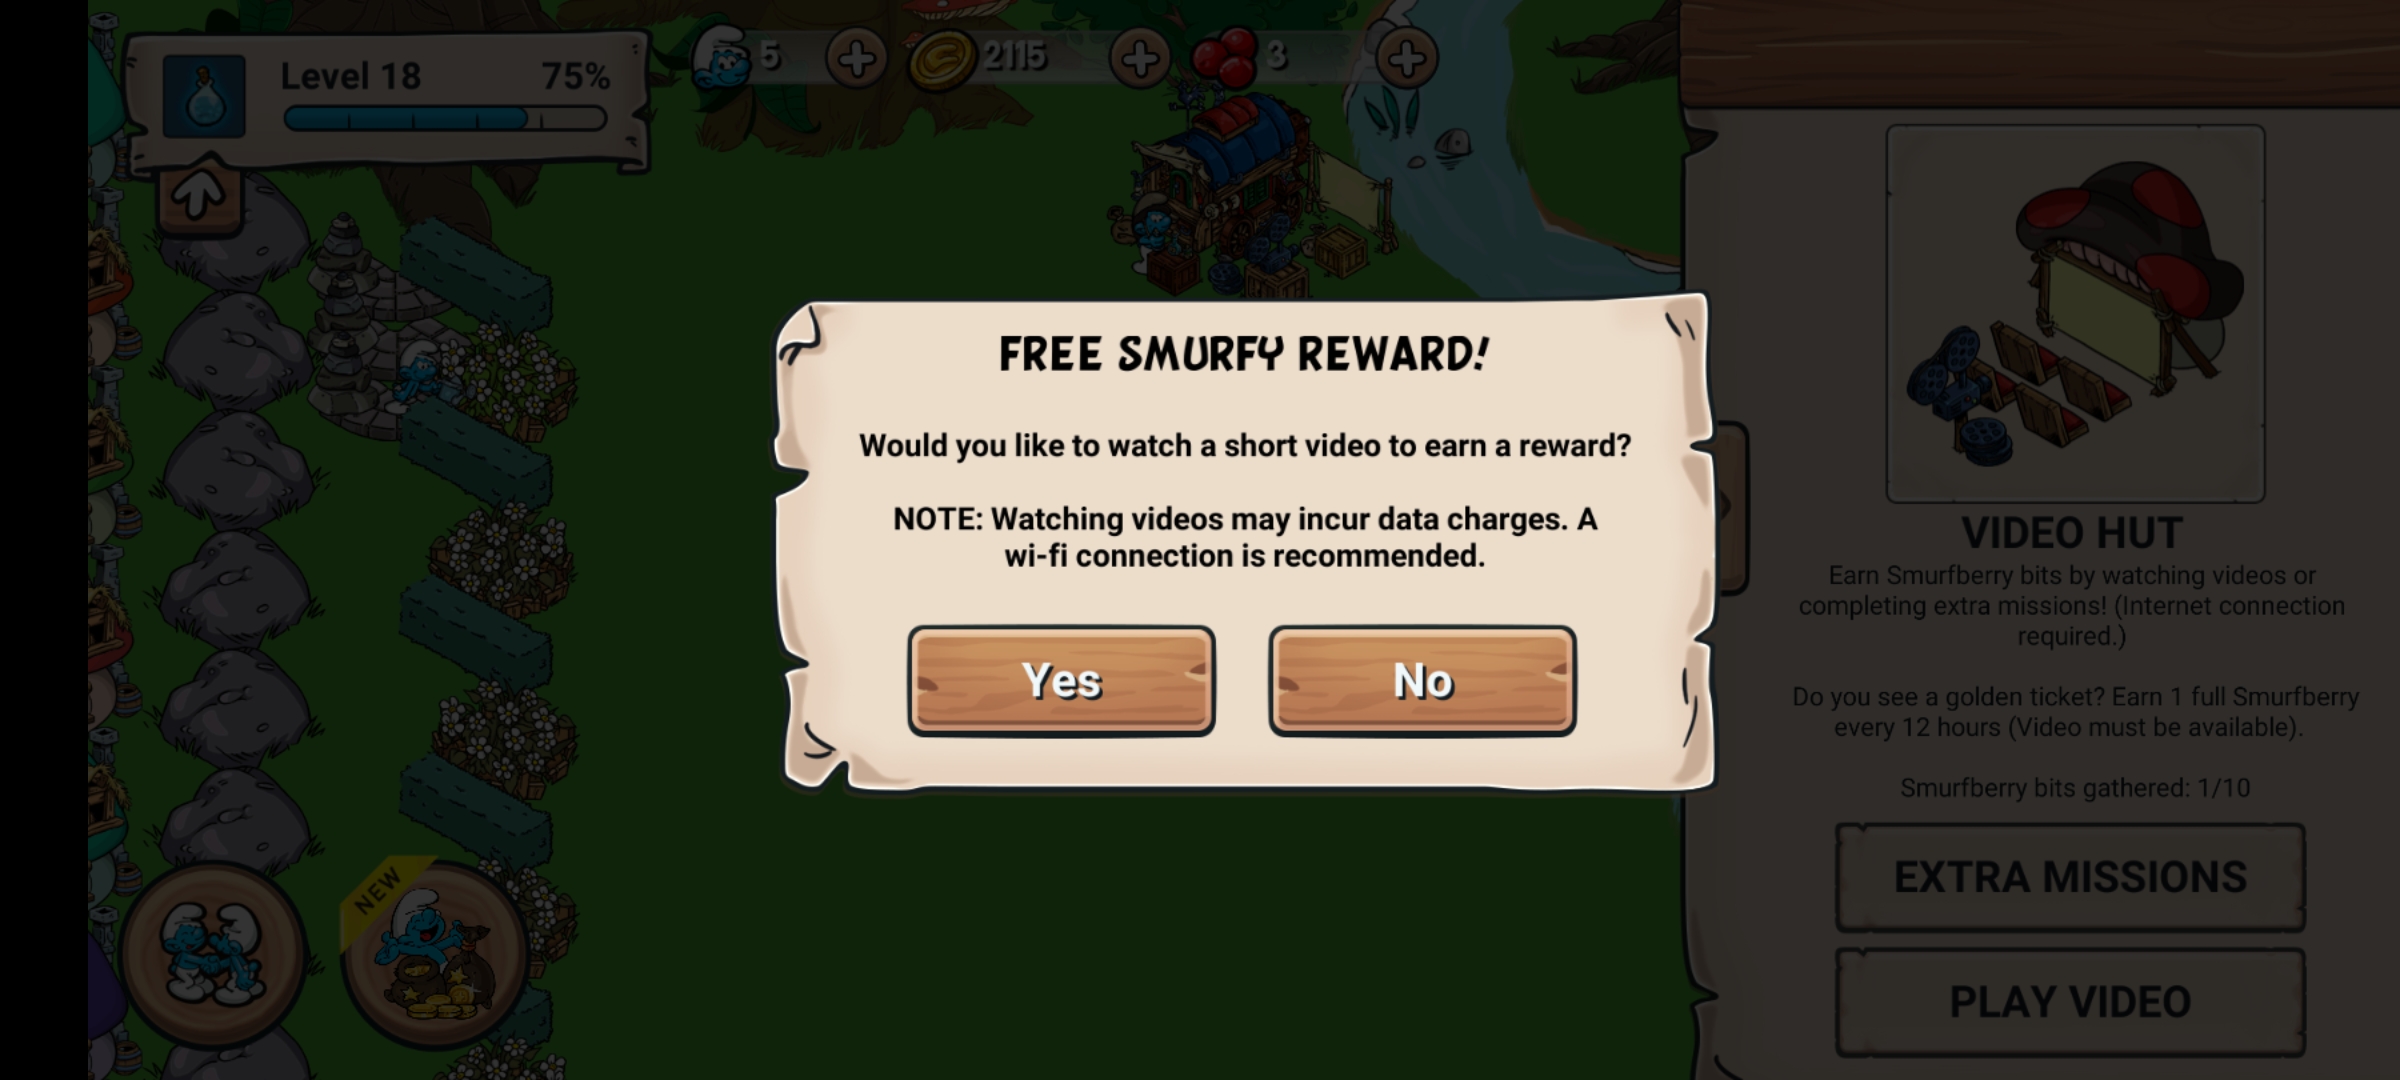 Level 18
75%
5
2115
3
FREE SMURFY REWARD!
Would you like to watch a short video to earn a reward?
NOTE: Watching videos may incur data charges. A
wi-fi connection is recommended.
Yes
No
VIDEO HUT
Earn Smurfberry bits by watching videos or
completing extra missions! (Internet connection
required.)
Do you see a golden ticket? Earn 1 full Smurfberry
every 12 hours (Video must be available).
Smurfberry bits gathered: 1/10
EXTRA MISSIONS
PLAY VIDEO
NEW